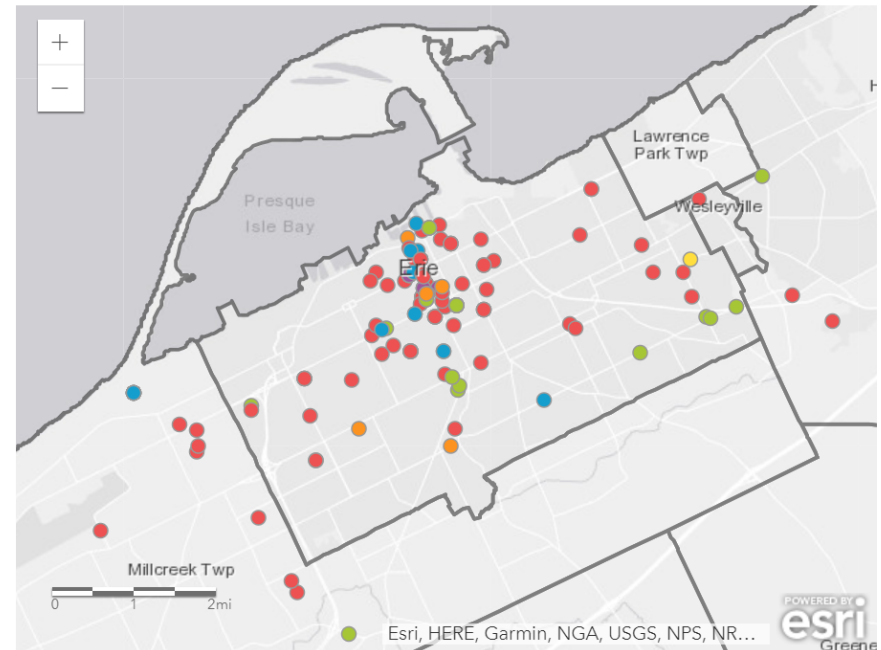 +
−
Lawrence
Park Twp
H
Presque
Isle Bay
Wesleyville
Erie
Millcreek Twp
0 1 2mi
POWERED BY
esri
Esri, HERE, Garmin, NGA, USGS, NPS, NR...
Greene